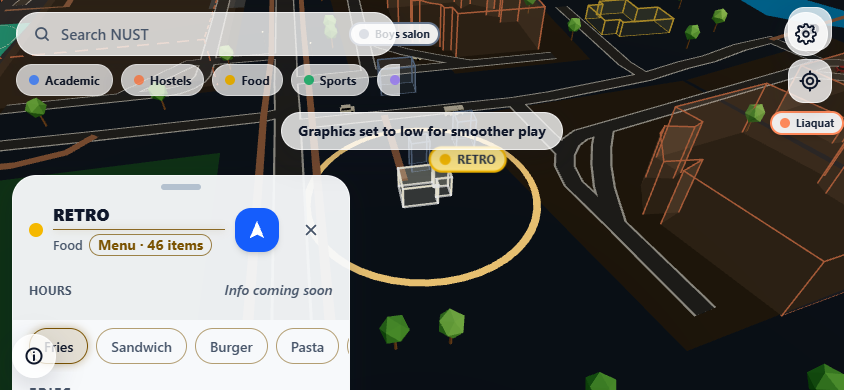 Search NUST
Boys salon
Academic
Hostels
Food
Sports
Graphics set to low for smoother play
Liaquat
RETRO
RETRO
Food
Menu · 46 items
HOURS
Info coming soon
Fries
Sandwich
Burger
Pasta
FRIES